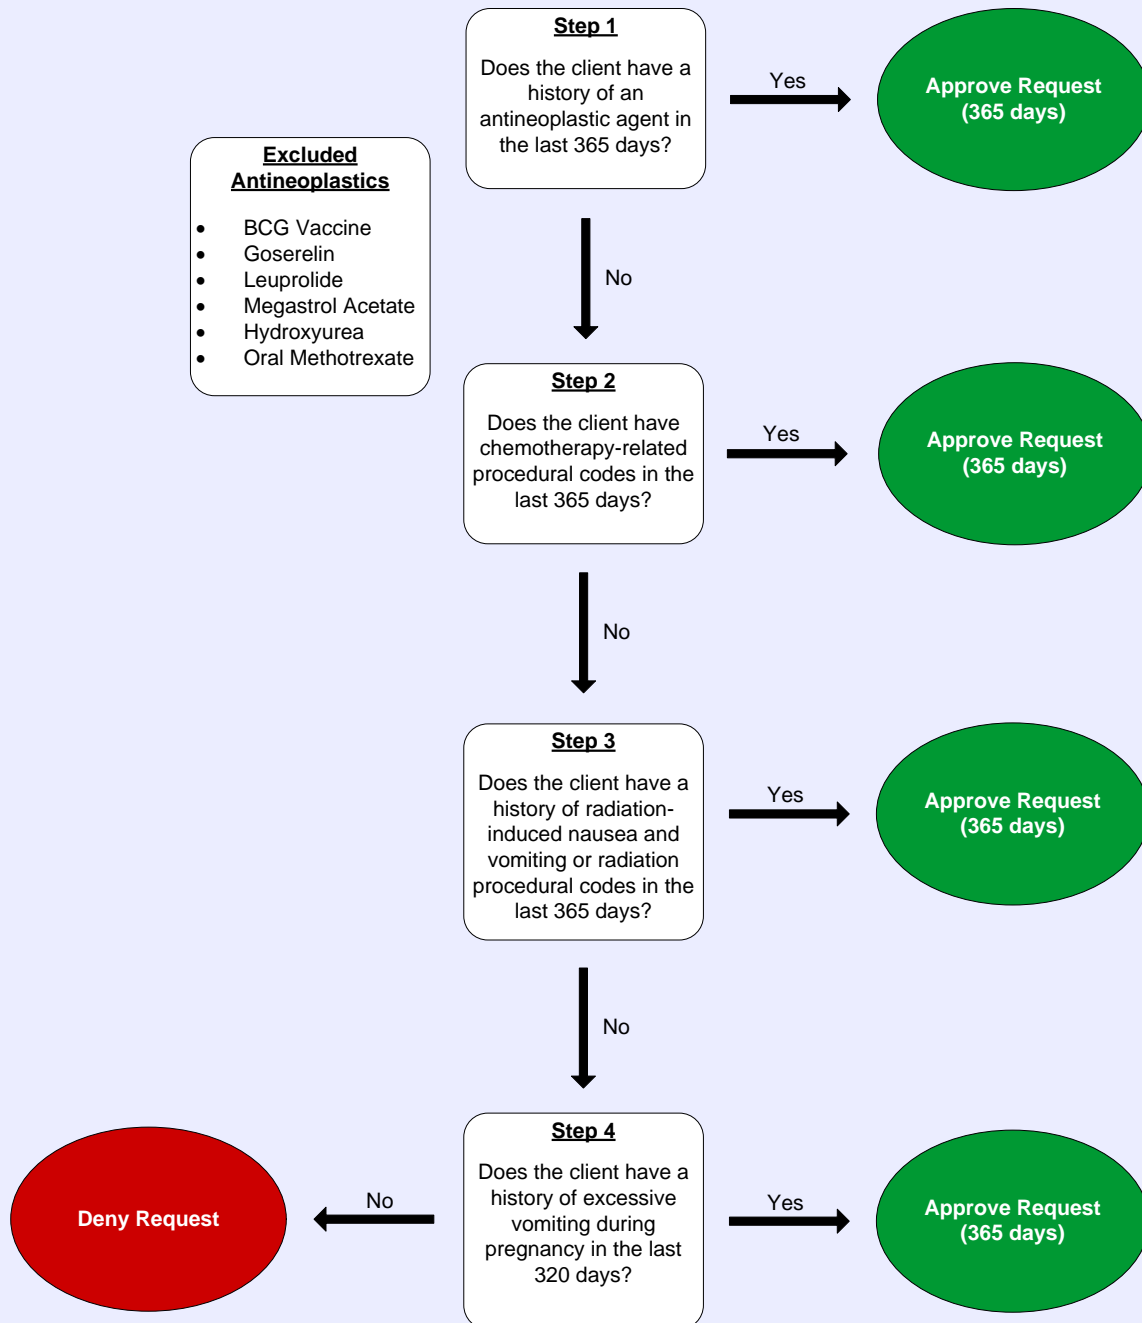 Step 1
Does the client have a
history of an
antineoplastic agent in
the last 365 days?
Yes
Approve Request
(365 days)
Excluded
Antineoplastics
• BCG Vaccine
• Goserelin
• Leuprolide
• Megastrol Acetate
• Hydroxyurea
• Oral Methotrexate
No
Step 2
Does the client have
chemotherapy-related
procedural codes in the
last 365 days?
Yes
Approve Request
(365 days)
No
Step 3
Does the client have a
history of radiation-
induced nausea and
vomiting or radiation
procedural codes in the
last 365 days?
Yes
Approve Request
(365 days)
No
Step 4
Does the client have a
history of excessive
vomiting during
pregnancy in the last
320 days?
Yes
Approve Request
(365 days)
No
Deny Request